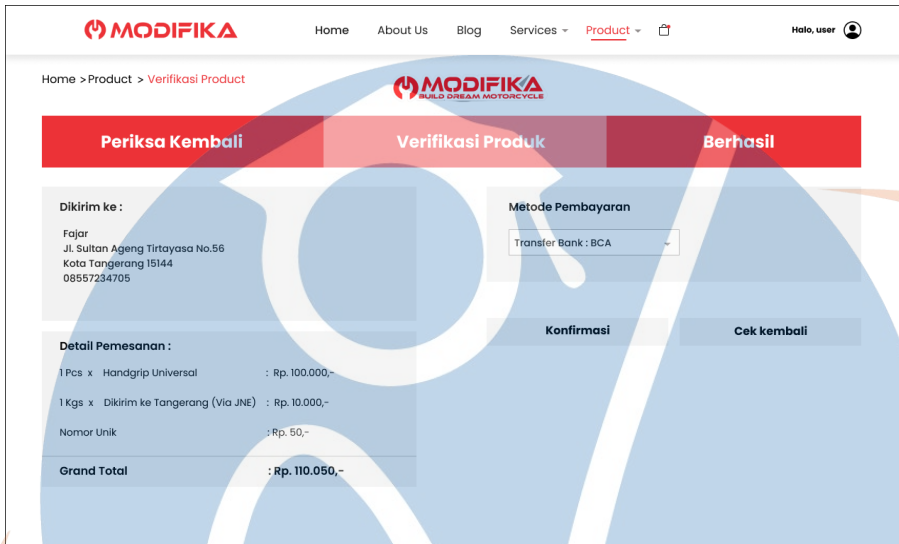 MODIFIKA
Home About Us Blog Services Product
Halo, user
Home > Product > Verifikasi Product
MODIFIKA
BUILD DREAM MOTORCYCLE
Periksa Kembali Verifikasi Produk Berhasil
Dikirim ke :
Fajar
Jl. Sultan Ageng Tirtayasa No.56
Kota Tangerang 15144
08557234705
Metode Pembayaran
Transfer Bank : BCA
Konfirmasi Cek kembali
Detail Pemesanan :
1 Pcs x Handgrip Universal : Rp. 100.000,-
1 Kgs x Dikirim ke Tangerang (Via JNE) : Rp. 10.000,-
Nomor Unik : Rp. 50,-
Grand Total : Rp. 110.050,-